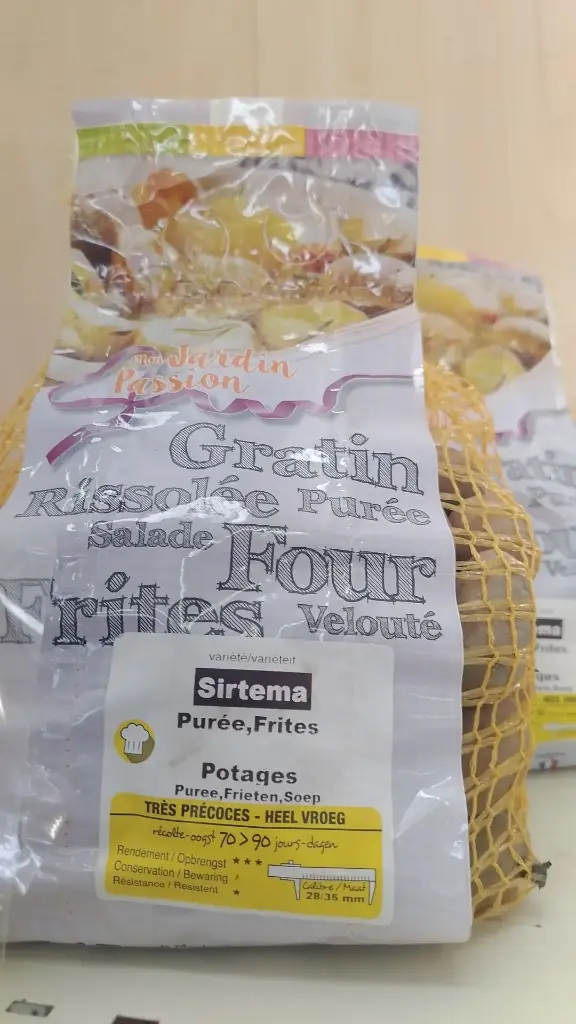 mon Jardin
Passion
Gratin
Rissolée Purée
Salade Four
Frites Velouté
variété/varieteit
Sirtema
Purée,Frites
Potages
Puree,Frieten,Soep
TRÈS PRÉCOCES - HEEL VROEG
récolte-oogst 70>90 jours-dagen
Rendement / Opbrengst ***
Conservation / Bewaring *
Résistance / Resistent *
Calibre / Maat
28/35 mm